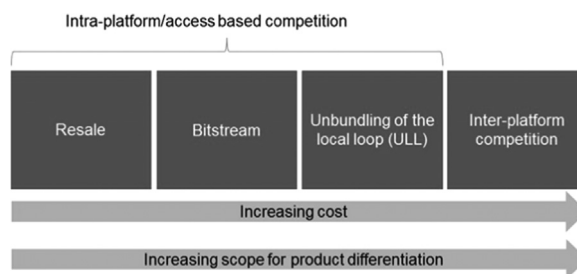 Intra-platform/access based competition
Resale
Bitstream
Unbundling of the
local loop (ULL)
Inter-platform
competition
Increasing cost
Increasing scope for product differentiation